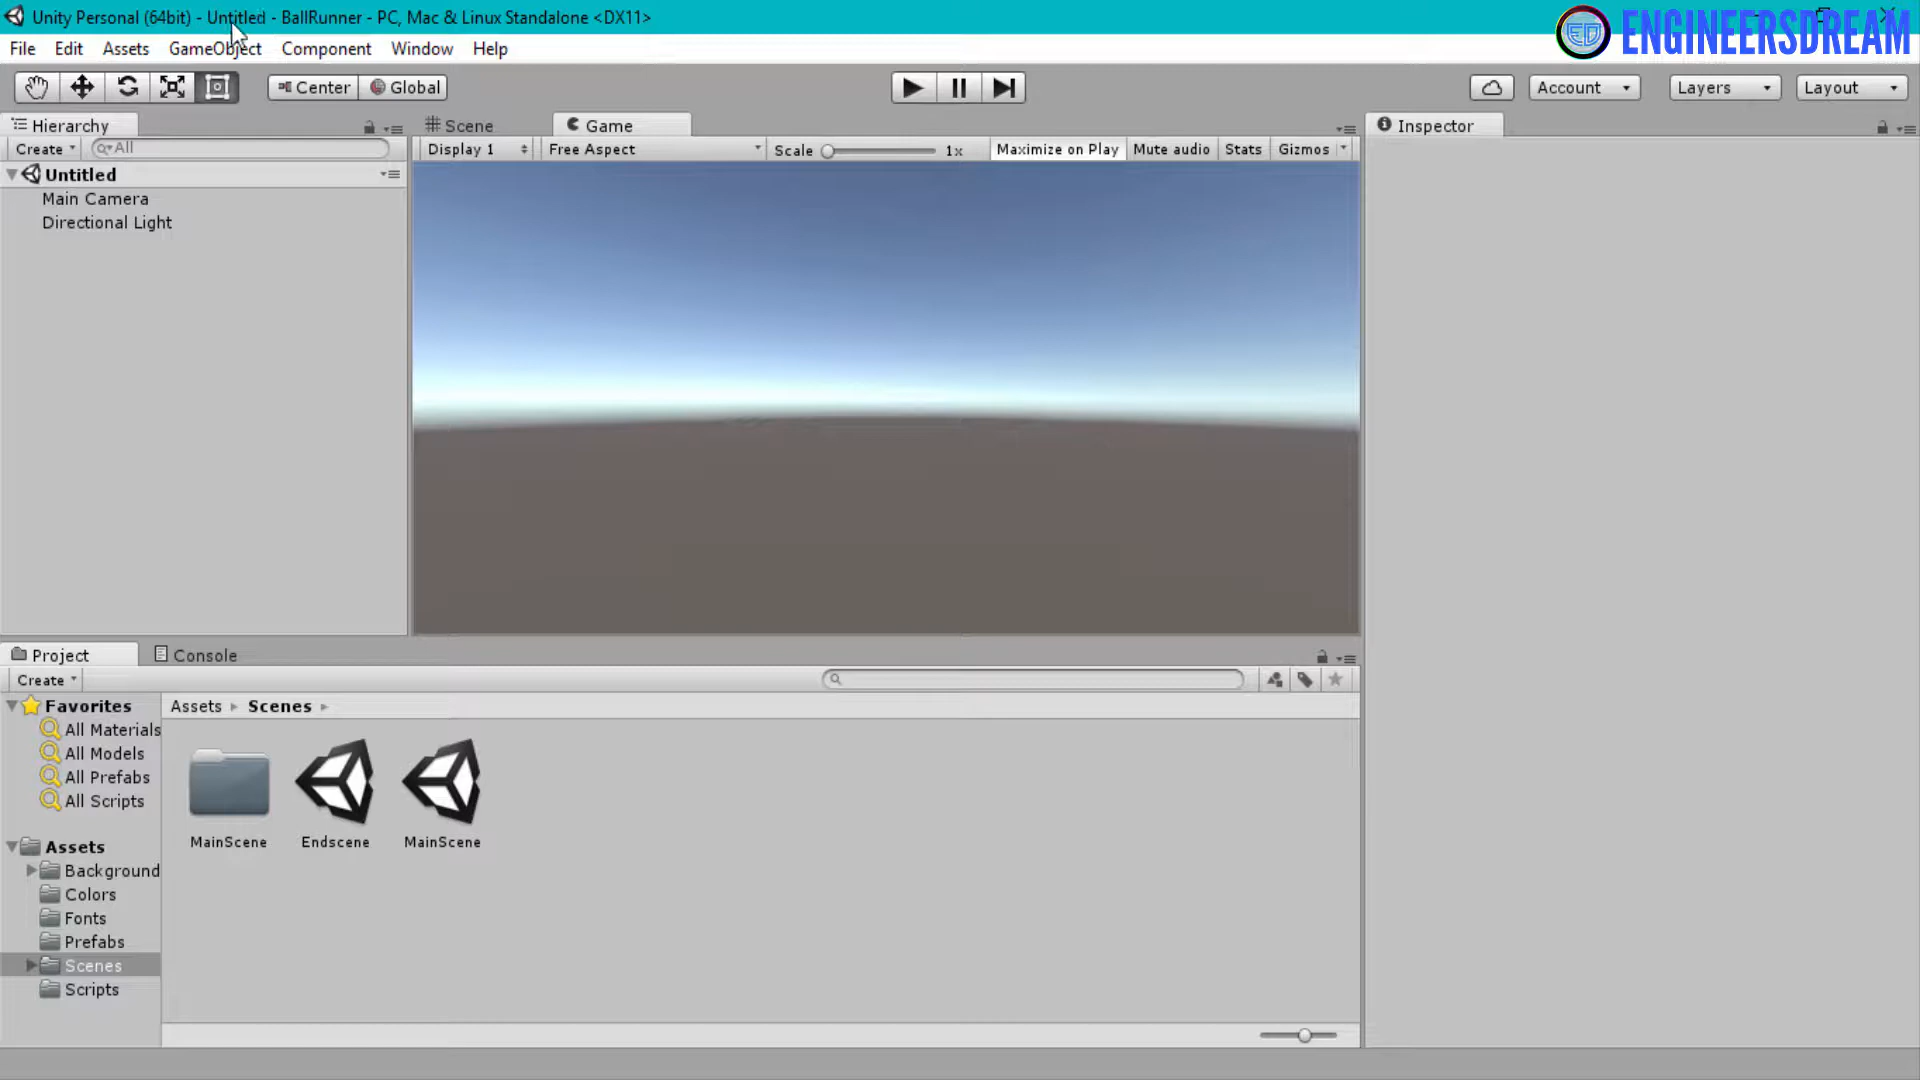 Unity Personal (64bit) - Untitled - BallRunner - PC, Mac & Linux Standalone <DX11>
ED ENGINEERSDREAM
File Edit Assets GameObject Component Window Help
Center Global Account Layers Layout
Hierarchy Scene Game Inspector
Create All Display 1 Free Aspect Scale 1x Maximize on Play Mute audio Stats Gizmos
Untitled
Main Camera
Directional Light
Project Console
Create
Favorites Assets Scenes
All Materials
All Models
All Prefabs
All Scripts
MainScene Endscene MainScene
Assets
Background
Colors
Fonts
Prefabs
Scenes
Scripts